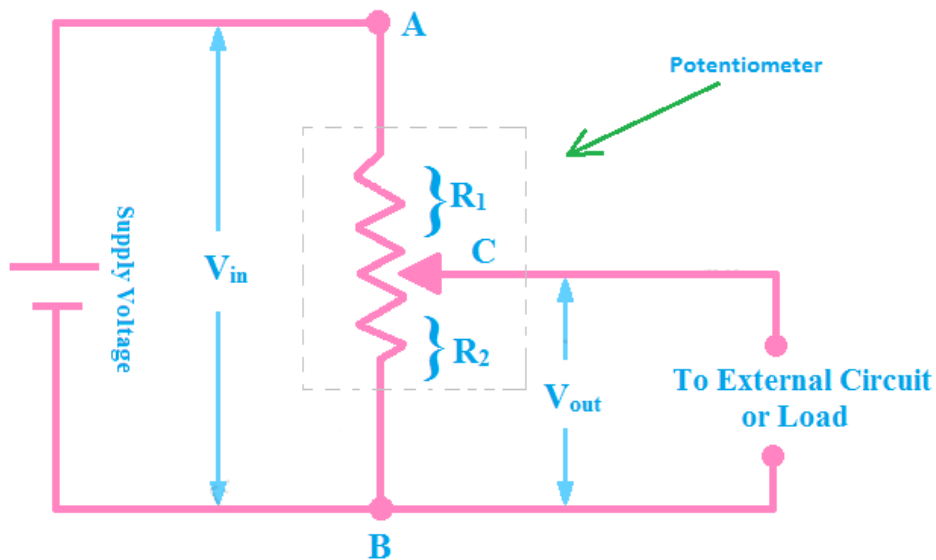 A
Potentiometer
R1
Supply Voltage
C
Vin
R2
Vout
To External Circuit
or Load
B